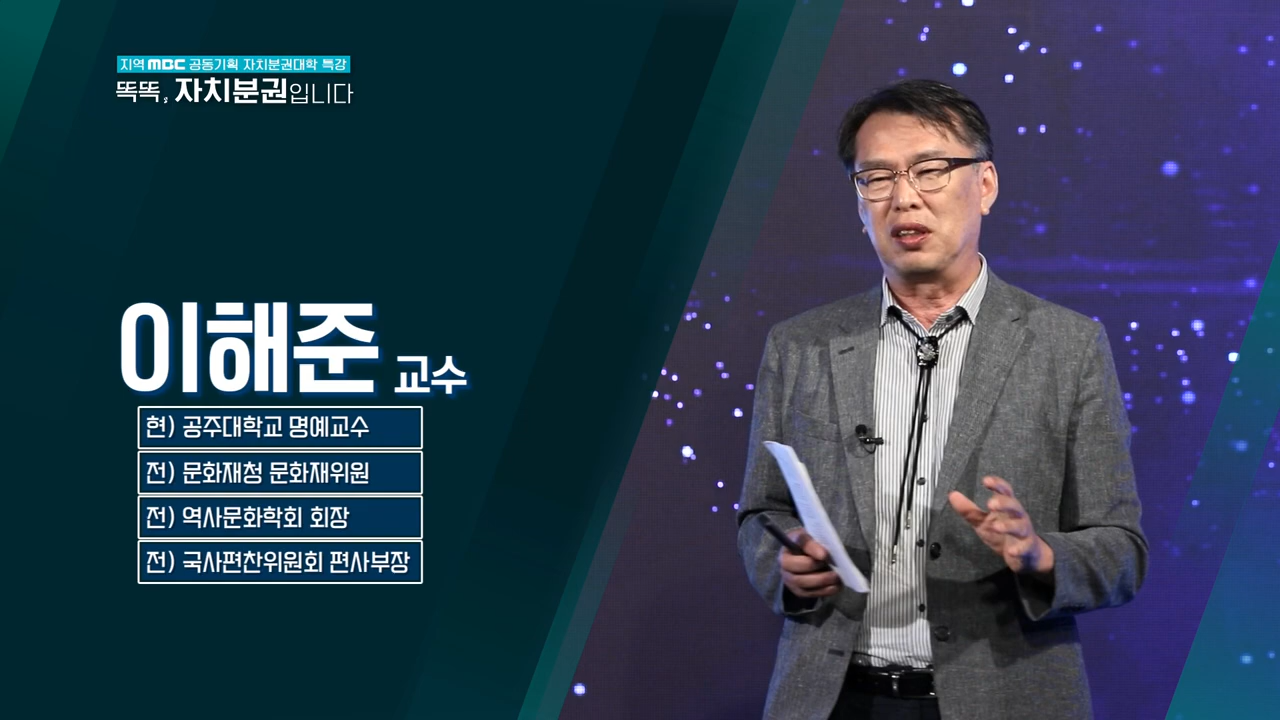 지역 MBC 공동기획 자치분권대학 특강
똑똑, 자치분권입니다
이해준 교수
현) 공주대학교 명예교수
전) 문화재청 문화재위원
전) 역사문화학회 회장
전) 국사편찬위원회 편사부장